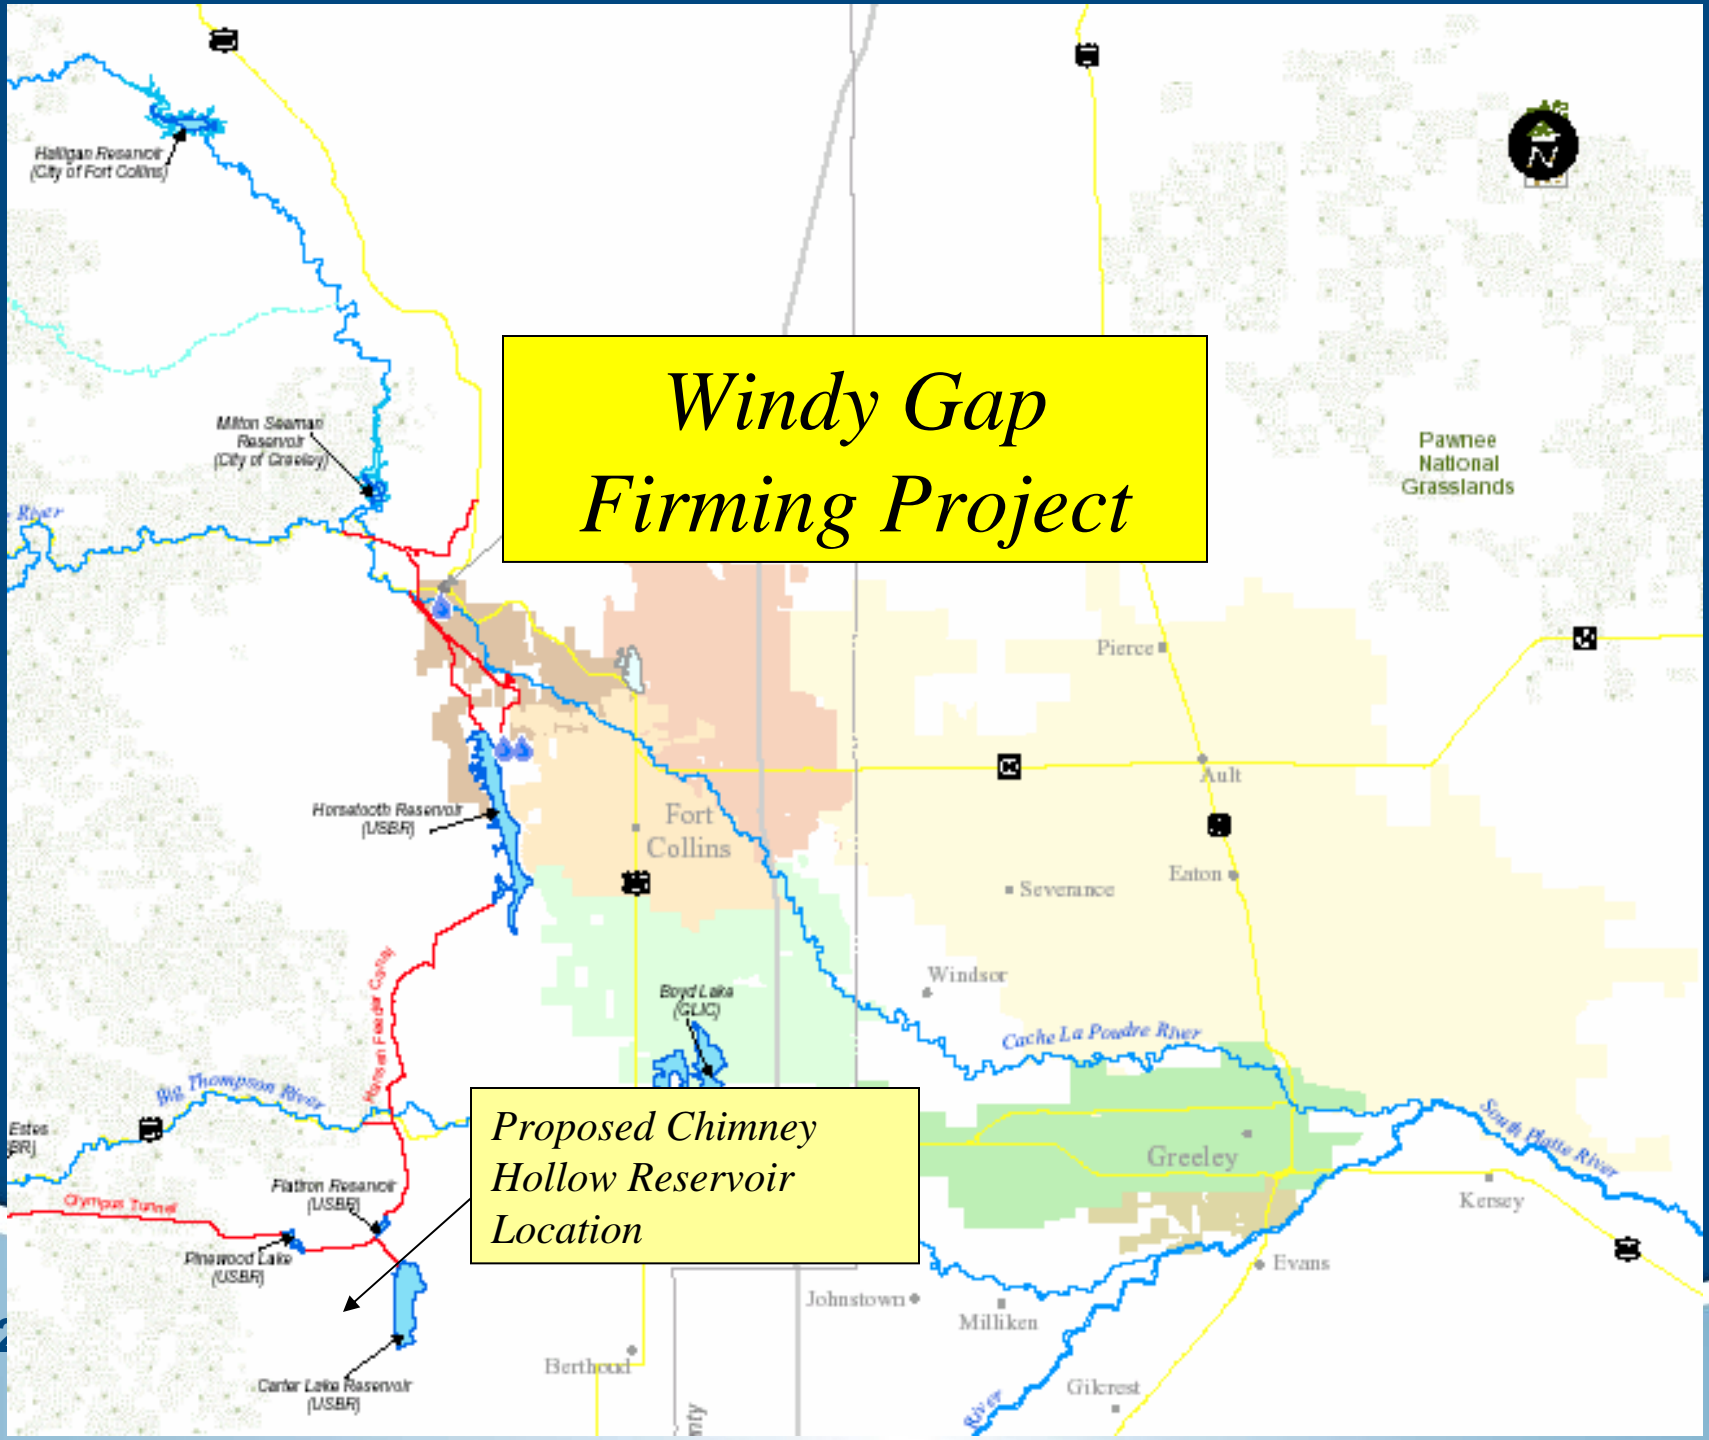 N
Halligan Reservoir
(City of Fort Collins)
Windy Gap
Firming Project
Milton Seaman
Reservoir
(City of Greeley)
Pawnee
National
Grasslands
River
Pierce
Ault
Horsetooth Reservoir
(USBR)
Fort
Collins
Eaton
Severance
Windsor
Hansen Feeder Canal
Boyd Lake
(GLIC)
Cache La Poudre River
Big Thompson River
South Platte River
Estes
BR)
Proposed Chimney
Hollow Reservoir
Location
Greeley
Kersey
Flatiron Reservoir
(USBR)
Olympus Tunnel
Pinewood Lake
(USBR)
Evans
Johnstown
Milliken
Berthoud
Carter Lake Reservoir
(USBR)
Gilcrest
River
nty